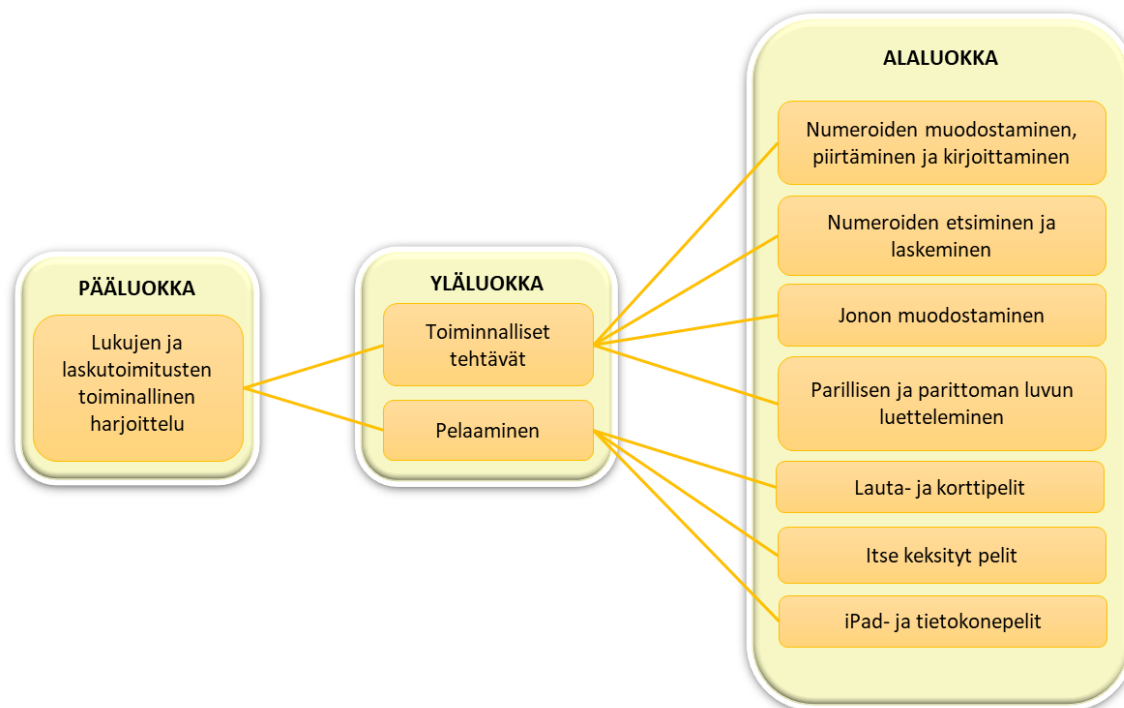 PÄÄLUOKKA
Lukujen ja
laskutoimitusten
toiminallinen
harjoittelu
YLÄLUOKKA
Toiminnalliset
tehtävät
Pelaaminen
ALALUOKKA
Numeroiden muodostaminen,
piirtäminen ja kirjoittaminen
Numeroiden etsiminen ja
laskeminen
Jonon muodostaminen
Parillisen ja parittoman luvun
luetteleminen
Lauta- ja korttipelit
Itse keksityt pelit
iPad- ja tietokonepelit